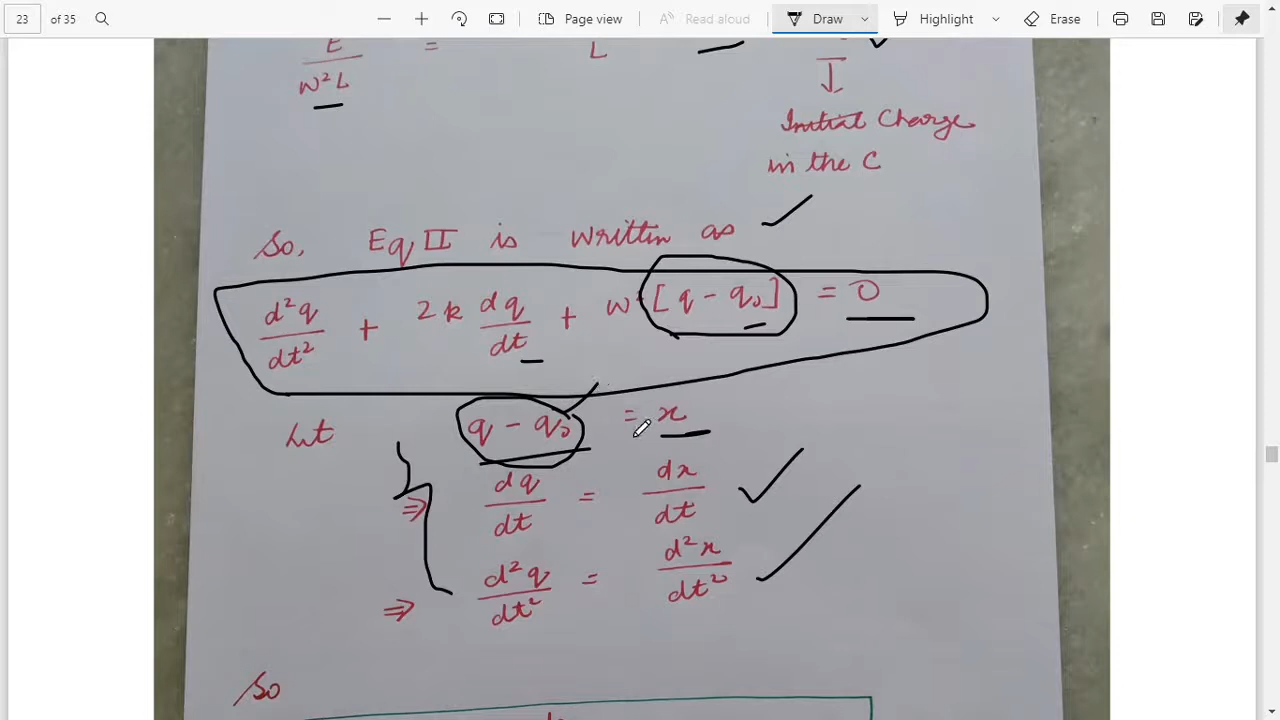 23 of 35 Page view Read aloud Draw Highlight Erase
E
W²L = L
Initial Charge
in the C
So, Eq II is written as
d²q/dt² + 2k dq/dt + W²[q - q₀] = 0
Let q - q₀ = x
⇒ dq/dt = dx/dt
⇒ d²q/dt² = d²x/dt²
So